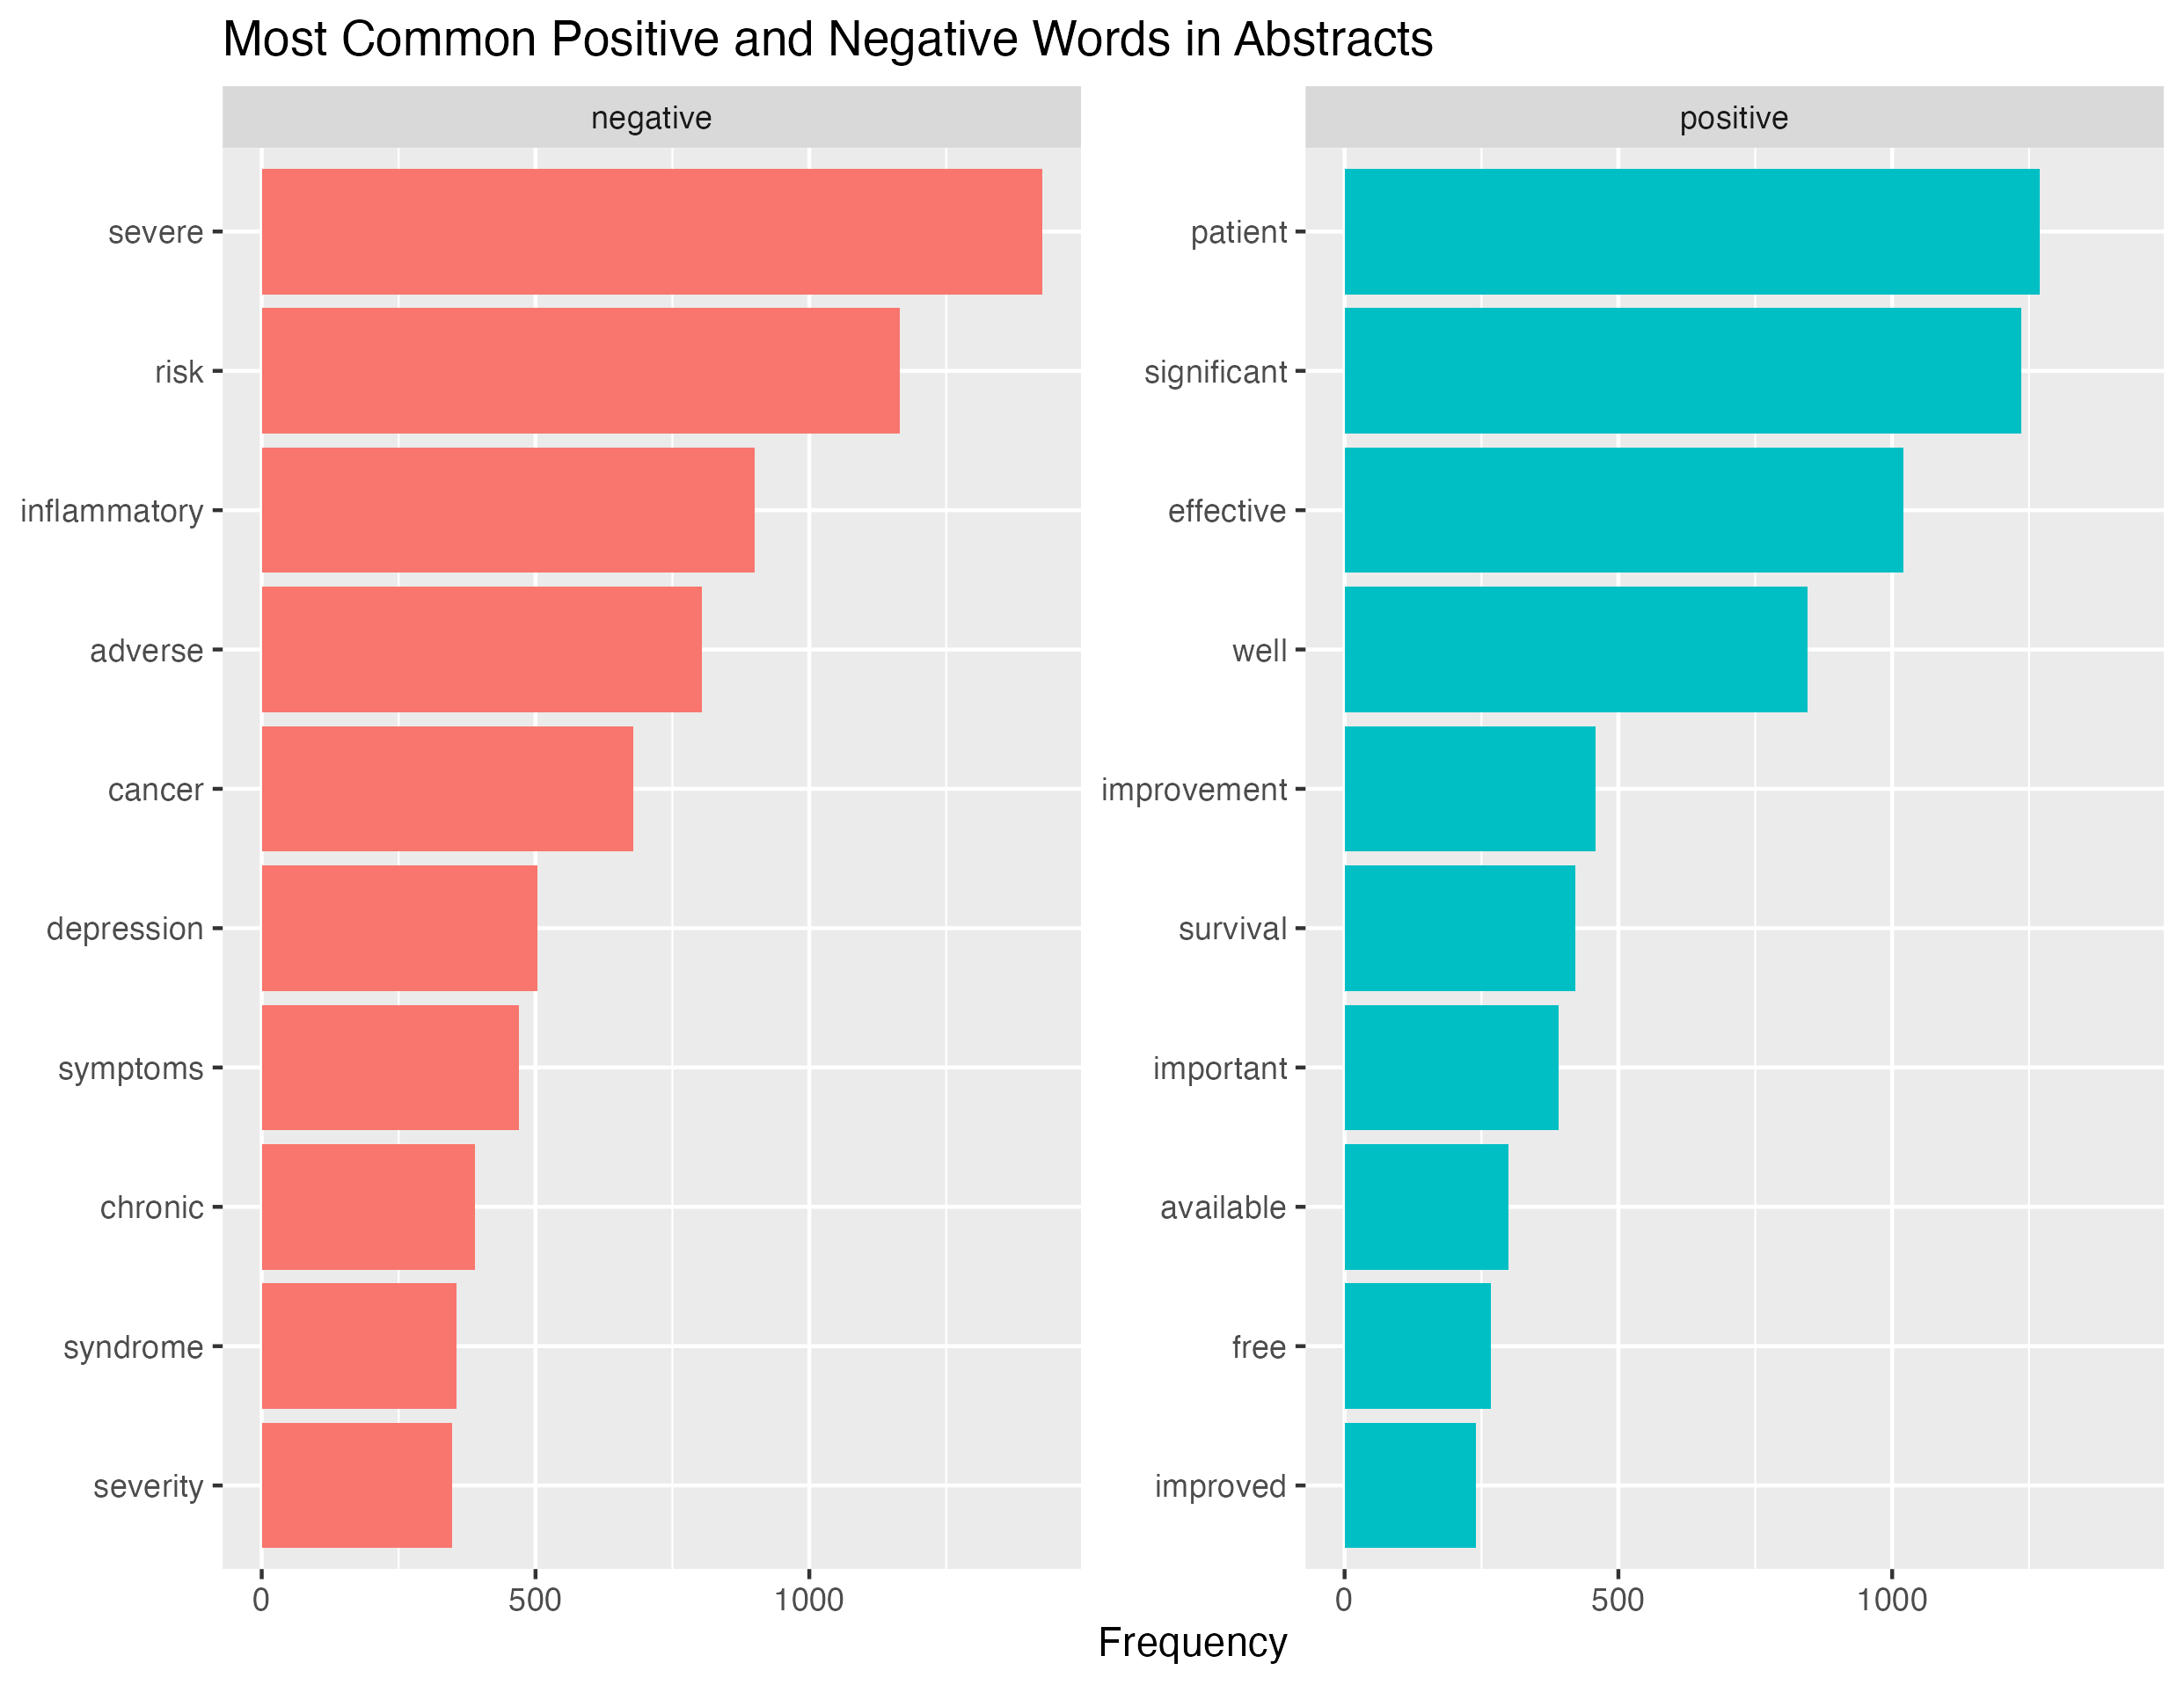 Most Common Positive and Negative Words in Abstracts
negative
severe
risk
inflammatory
adverse
cancer
depression
symptoms
chronic
syndrome
severity
0 500 1000
positive
patient
significant
effective
well
improvement
survival
important
available
free
improved
0 500 1000
Frequency